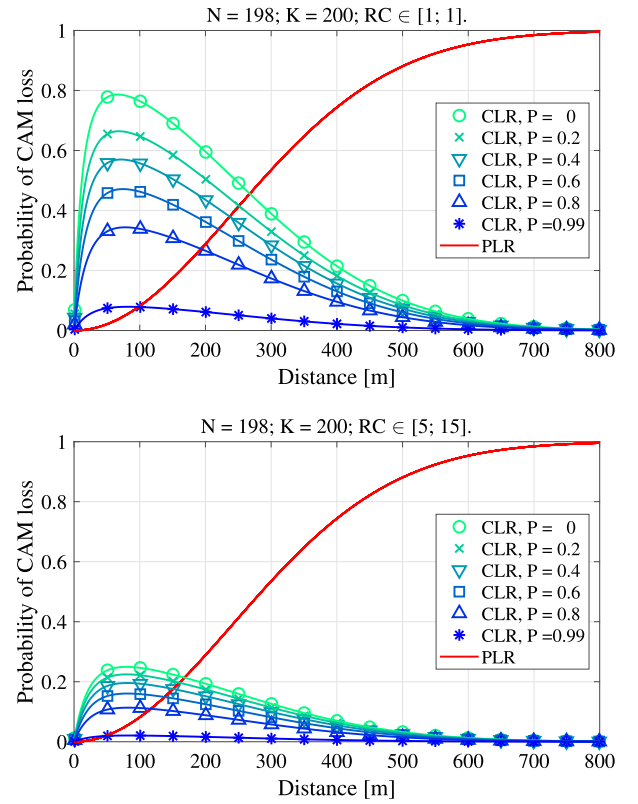 N = 198; K = 200; RC ∈ [1; 1].
Probability of CAM loss
1
0.8
0.6
0.4
0.2
0
CLR, P = 0
CLR, P = 0.2
CLR, P = 0.4
CLR, P = 0.6
CLR, P = 0.8
CLR, P =0.99
PLR
0 100 200 300 400 500 600 700 800
Distance [m]
N = 198; K = 200; RC ∈ [5; 15].
Probability of CAM loss
1
0.8
0.6
0.4
0.2
0
CLR, P = 0
CLR, P = 0.2
CLR, P = 0.4
CLR, P = 0.6
CLR, P = 0.8
CLR, P =0.99
PLR
0 100 200 300 400 500 600 700 800
Distance [m]